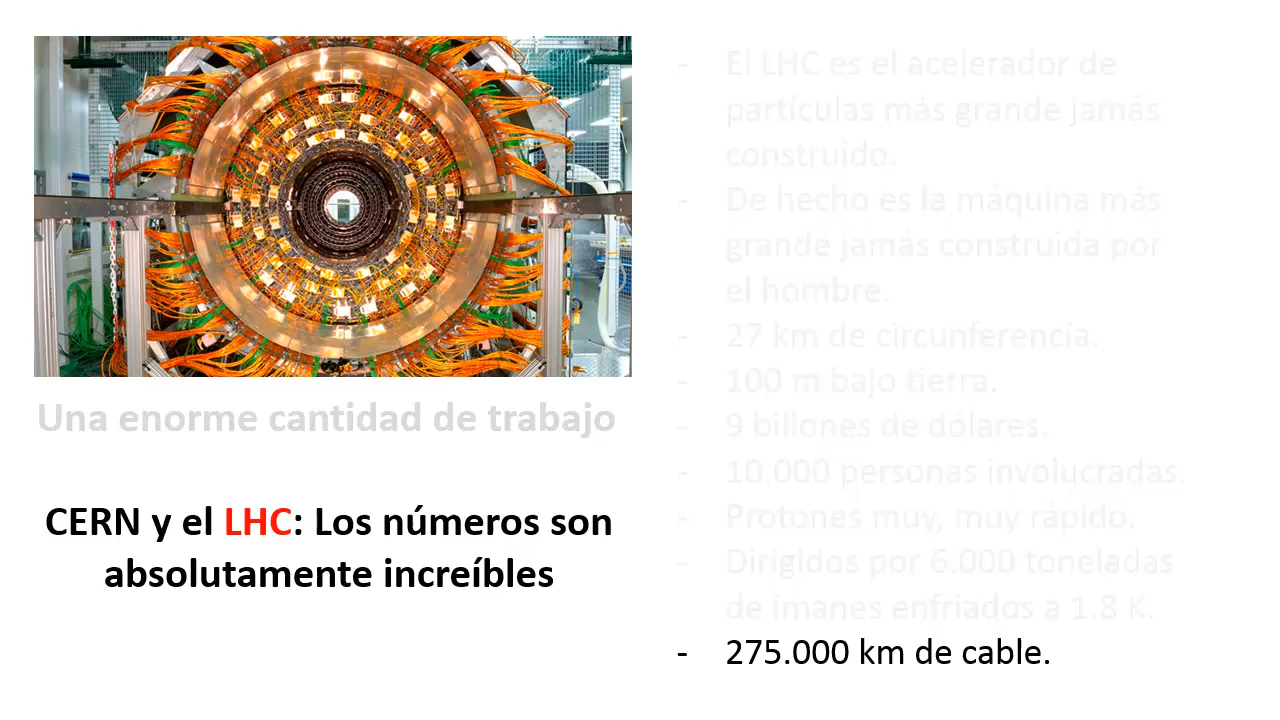 Una enorme cantidad de trabajo
CERN y el LHC: Los números son
absolutamente increíbles
- El LHC es el acelerador de
partículas más grande jamás
construido.
- De hecho es la máquina más
grande jamás construida por
el hombre.
- 27 km de circunferencia.
- 100 m bajo tierra.
- 9 billones de dólares.
- 10.000 personas involucradas.
- Protones muy, muy rápido.
- Dirigidos por 6.000 toneladas
de imanes enfriados a 1.8 K.
- 275.000 km de cable.